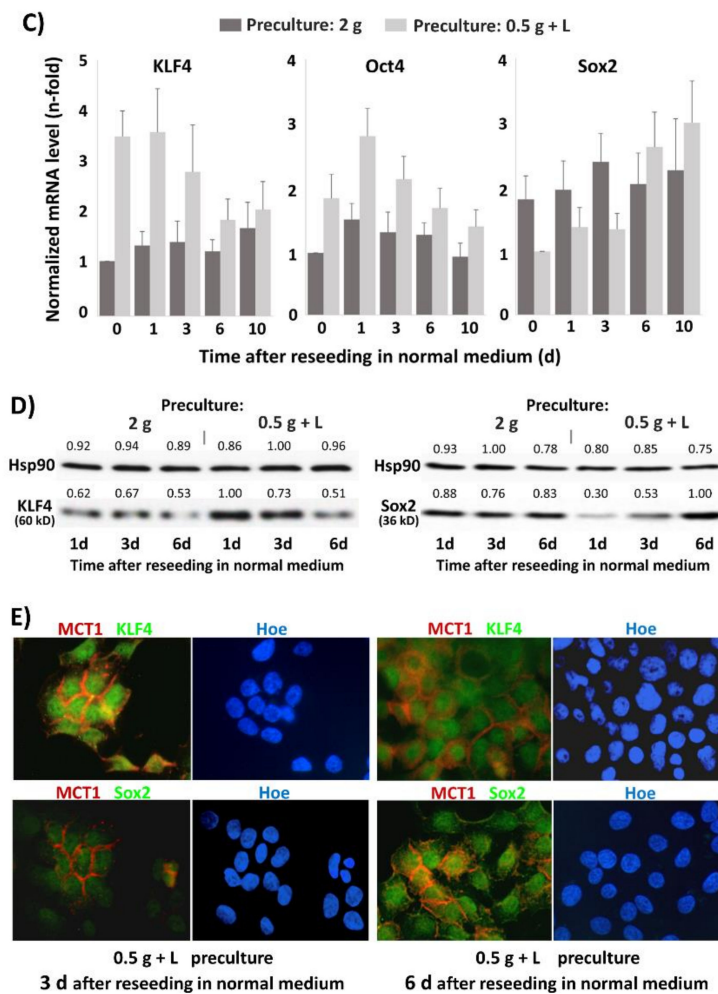 C)
Preculture: 2 g Preculture: 0.5 g + L
KLF4 Oct4 Sox2
Normalized mRNA level (n-fold)
5 4 4
4
3 3
3
2 2
2
1 1
1
0 0 0
0 1 3 6 10 0 1 3 6 10 0 1 3 6 10
Time after reseeding in normal medium (d)
D)
Preculture: Preculture:
2 g | 0.5 g + L 2 g | 0.5 g + L
0.92 0.94 0.89 0.86 1.00 0.96 0.93 1.00 0.78 0.80 0.85 0.75
Hsp90 Hsp90
0.62 0.67 0.53 1.00 0.73 0.51 0.88 0.76 0.83 0.30 0.53 1.00
KLF4 Sox2
(60 kD) (36 kD)
1d 3d 6d 1d 3d 6d 1d 3d 6d 1d 3d 6d
Time after reseeding in normal medium Time after reseeding in normal medium
E)
MCT1 KLF4 Hoe MCT1 KLF4 Hoe
MCT1 Sox2 Hoe MCT1 Sox2 Hoe
0.5 g + L preculture 0.5 g + L preculture
3 d after reseeding in normal medium 6 d after reseeding in normal medium